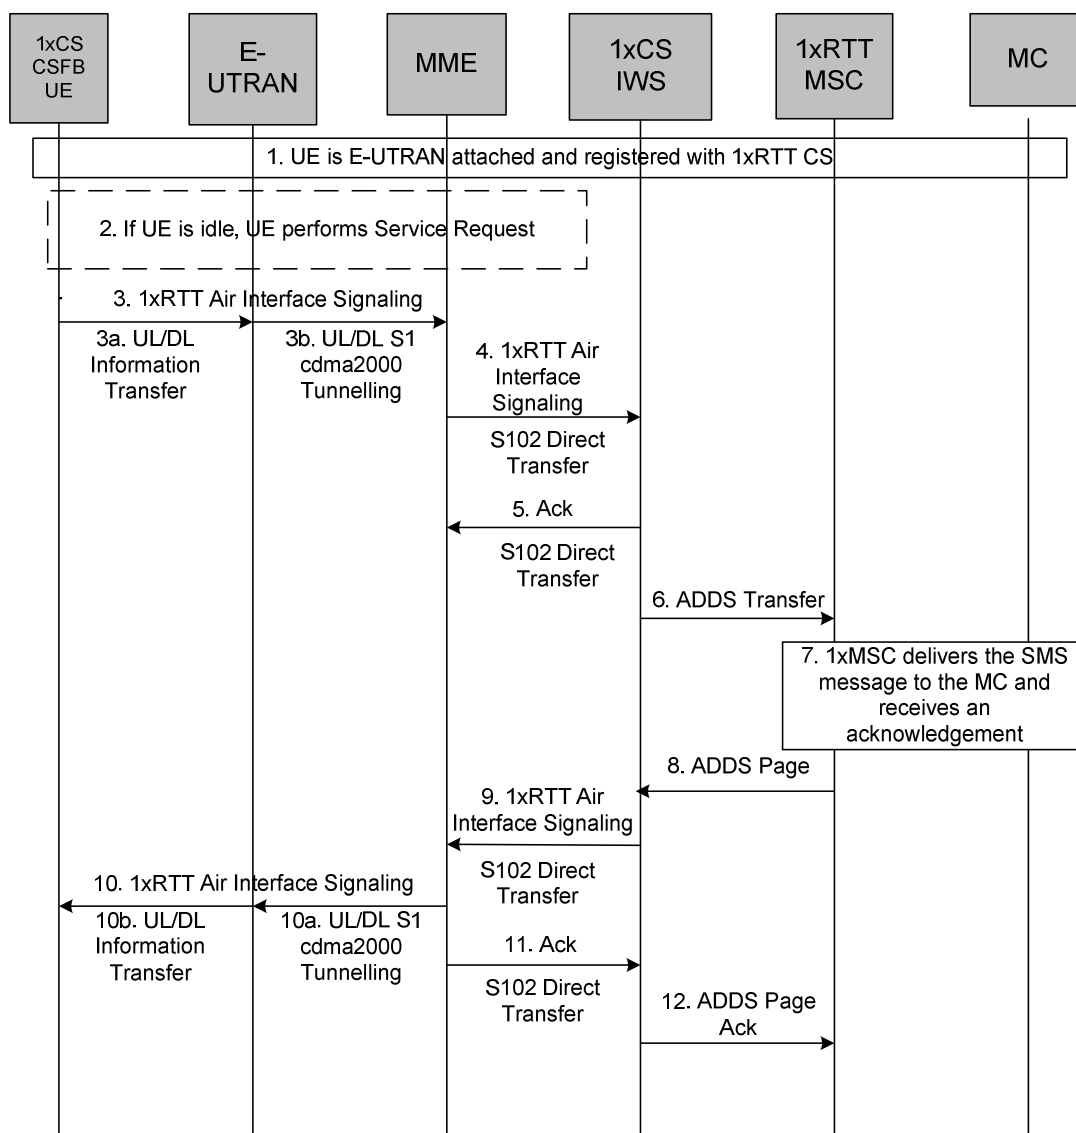 1xCS
CSFB
UE
E-
UTRAN
MME
1xCS
IWS
1xRTT
MSC
MC
1. UE is E-UTRAN attached and registered with 1xRTT CS
2. If UE is idle, UE performs Service Request
3. 1xRTT Air Interface Signaling
3a. UL/DL
Information
Transfer
3b. UL/DL S1
cdma2000
Tunnelling
4. 1xRTT Air
Interface
Signaling
S102 Direct
Transfer
5. Ack
S102 Direct
Transfer
6. ADDS Transfer
7. 1xMSC delivers the SMS
message to the MC and
receives an
acknowledgement
8. ADDS Page
9. 1xRTT Air
Interface Signaling
S102 Direct
Transfer
10. 1xRTT Air Interface Signaling
10b. UL/DL
Information
Transfer
10a. UL/DL S1
cdma2000
Tunnelling
11. Ack
S102 Direct
Transfer
12. ADDS Page
Ack